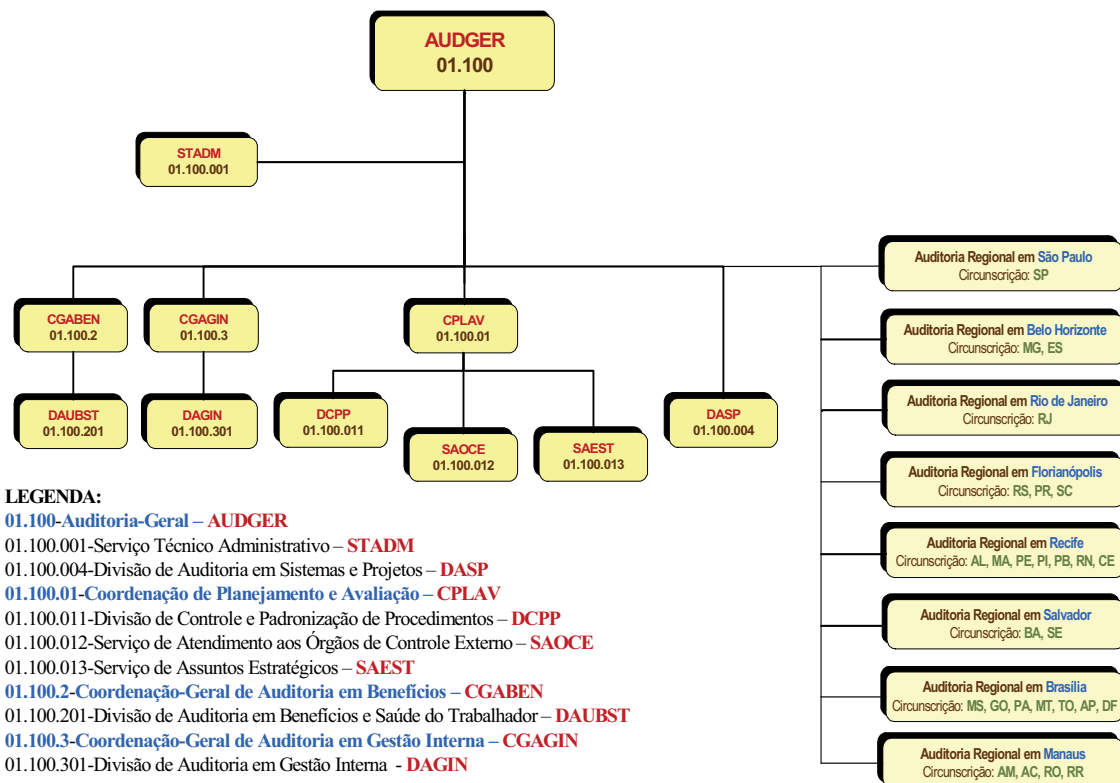 AUDGER
01.100
STADM
01.100.001
CGABEN
01.100.2
CGAGIN
01.100.3
CPLAV
01.100.01
DAUBST
01.100.201
DAGIN
01.100.301
DCPP
01.100.011
SAOCE
01.100.012
SAEST
01.100.013
DASP
01.100.004
Auditoria Regional em São Paulo
Circunscrição: SP
Auditoria Regional em Belo Horizonte
Circunscrição: MG, ES
Auditoria Regional em Rio de Janeiro
Circunscrição: RJ
Auditoria Regional em Florianópolis
Circunscrição: RS, PR, SC
Auditoria Regional em Recife
Circunscrição: AL, MA, PE, PI, PB, RN, CE
Auditoria Regional em Salvador
Circunscrição: BA, SE
Auditoria Regional em Brasília
Circunscrição: MS, GO, PA, MT, TO, AP, DF
Auditoria Regional em Manaus
Circunscrição: AM, AC, RO, RR
LEGENDA:
01.100-Auditoria-Geral – AUDGER
01.100.001-Serviço Técnico Administrativo – STADM
01.100.004-Divisão de Auditoria em Sistemas e Projetos – DASP
01.100.01-Coordenação de Planejamento e Avaliação – CPLAV
01.100.011-Divisão de Controle e Padronização de Procedimentos – DCPP
01.100.012-Serviço de Atendimento aos Órgãos de Controle Externo – SAOCE
01.100.013-Serviço de Assuntos Estratégicos – SAEST
01.100.2-Coordenação-Geral de Auditoria em Benefícios – CGABEN
01.100.201-Divisão de Auditoria em Benefícios e Saúde do Trabalhador – DAUBST
01.100.3-Coordenação-Geral de Auditoria em Gestão Interna – CGAGIN
01.100.301-Divisão de Auditoria em Gestão Interna - DAGIN